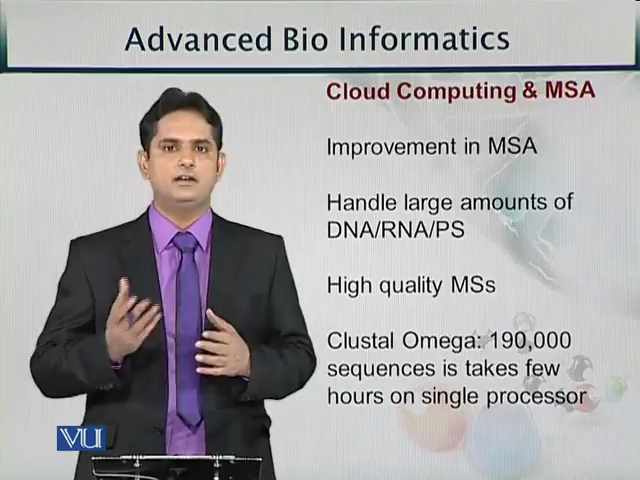 Advanced Bio Informatics
Cloud Computing & MSA
Improvement in MSA
Handle large amounts of
DNA/RNA/PS
High quality MSs
Clustal Omega: 190,000
sequences is takes few
hours on single processor
VU